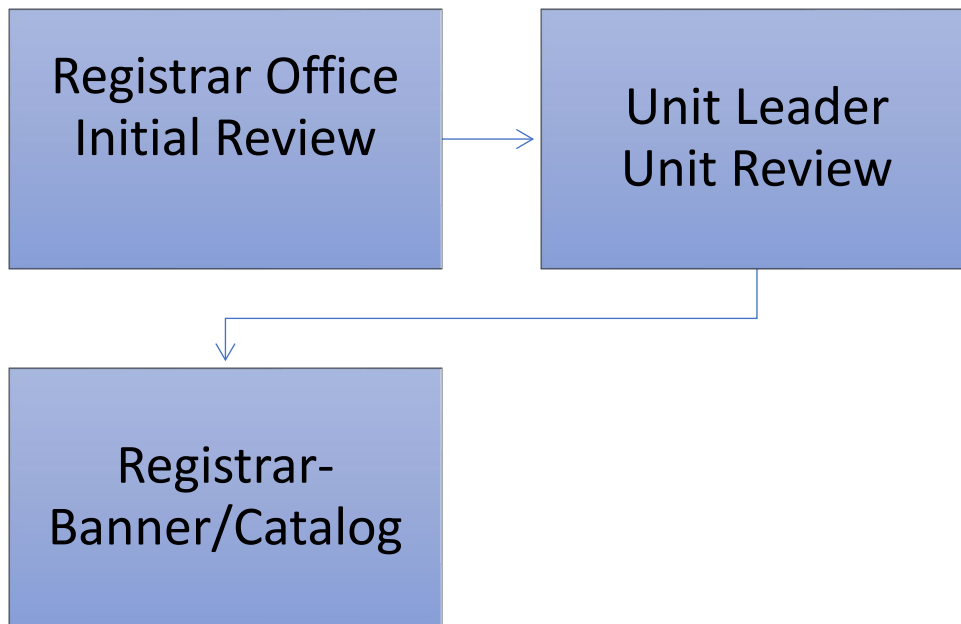 Registrar Office
Initial Review
Unit Leader
Unit Review
Registrar-
Banner/Catalog